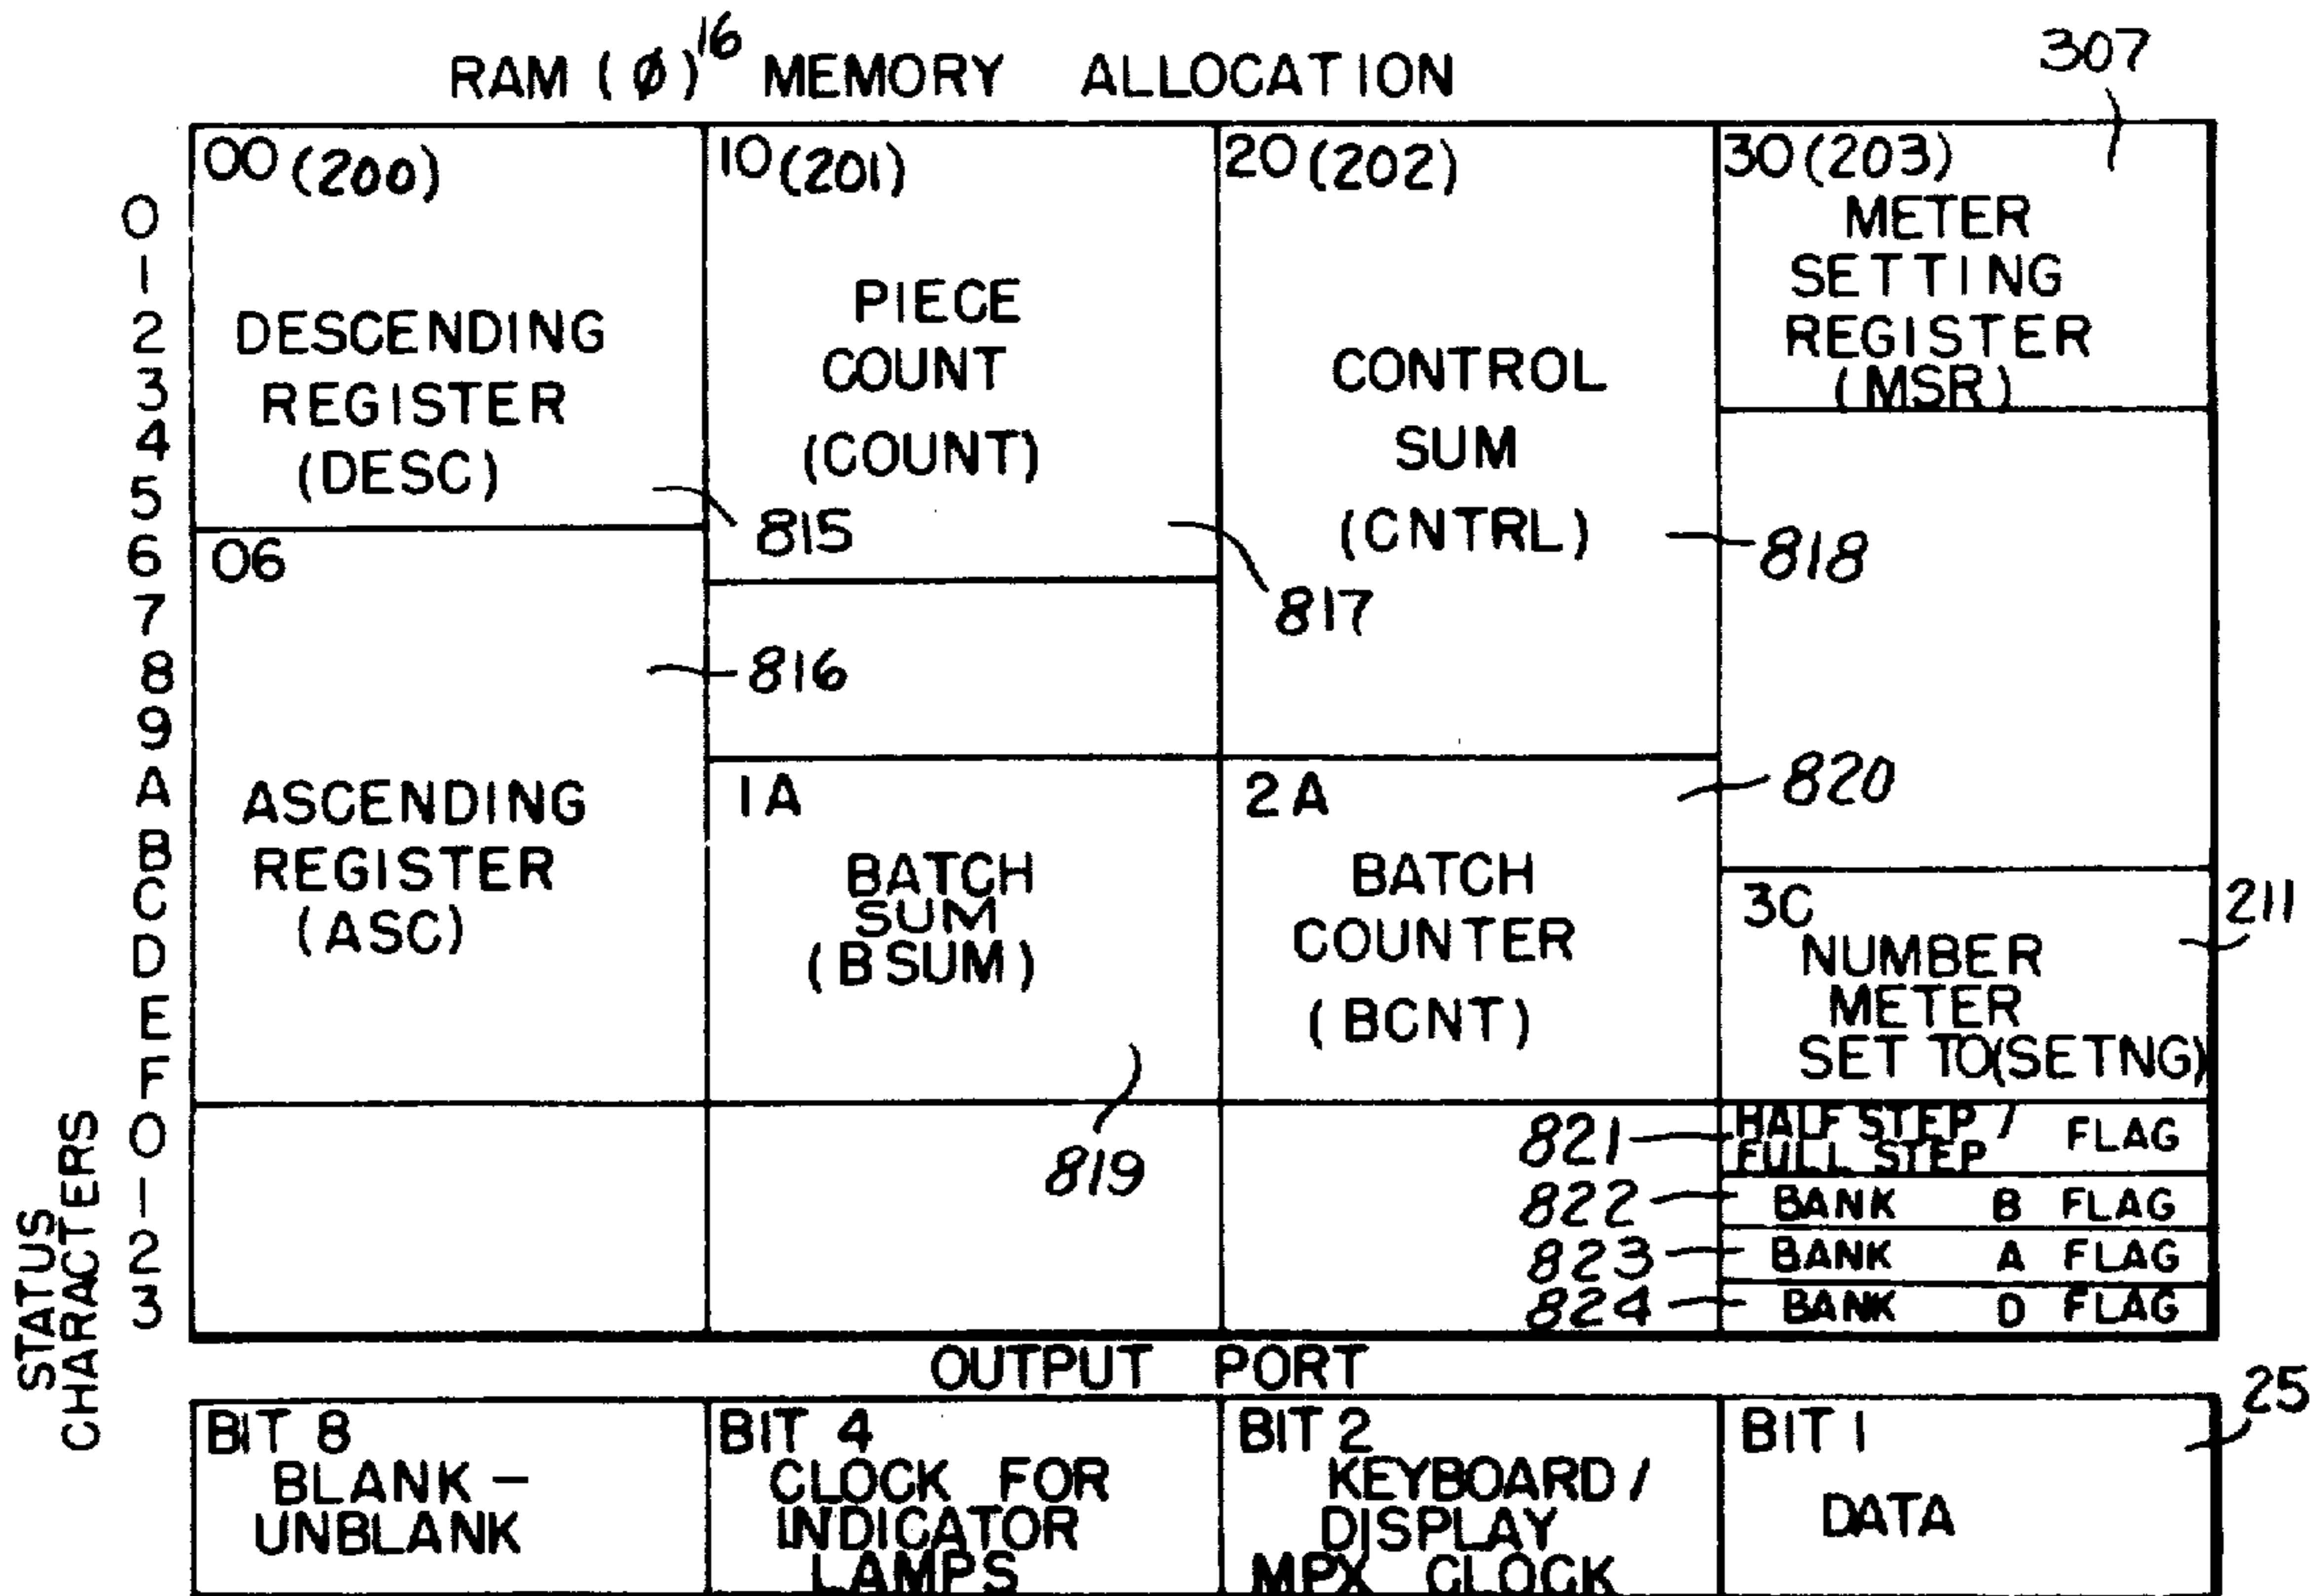 RAM (ϕ)16 MEMORY ALLOCATION
307
00 (200)
10 (201)
20 (202)
30 (203)
METER
SETTING
REGISTER
(MSR)
0
1
2
3
4
5
6
7
8
9
A
B
C
D
E
F
0
1
2
3
STATUS
CHARACTERS
DESCENDING
REGISTER
(DESC)
815
PIECE
COUNT
(COUNT)
817
CONTROL
SUM
(CNTRL)
818
06
816
ASCENDING
REGISTER
(ASC)
1A
BATCH
SUM
(BSUM)
819
2A
820
BATCH
COUNTER
(BCNT)
3C
211
NUMBER
METER
SET TO(SETNG)
821
HALF STEP /
FULL STEP
FLAG
822
BANK B FLAG
823
BANK A FLAG
824
BANK D FLAG
OUTPUT PORT
25
BIT 8
BLANK –
UNBLANK
BIT 4
CLOCK FOR
INDICATOR
LAMPS
BIT 2
KEYBOARD /
DISPLAY
MPX CLOCK
BIT 1
DATA